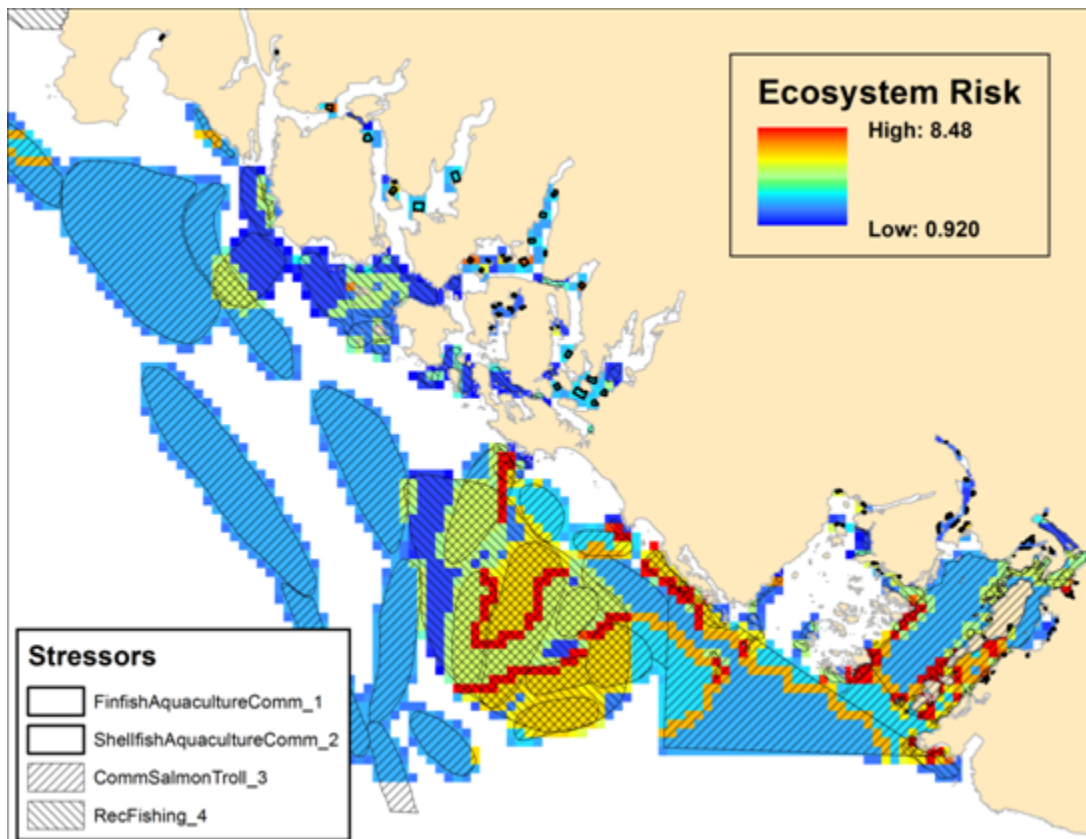 Ecosystem Risk
High: 8.48
Low: 0.920
Stressors
FinfishAquacultureComm_1
ShellfishAquacultureComm_2
CommSalmonTroll_3
RecFishing_4